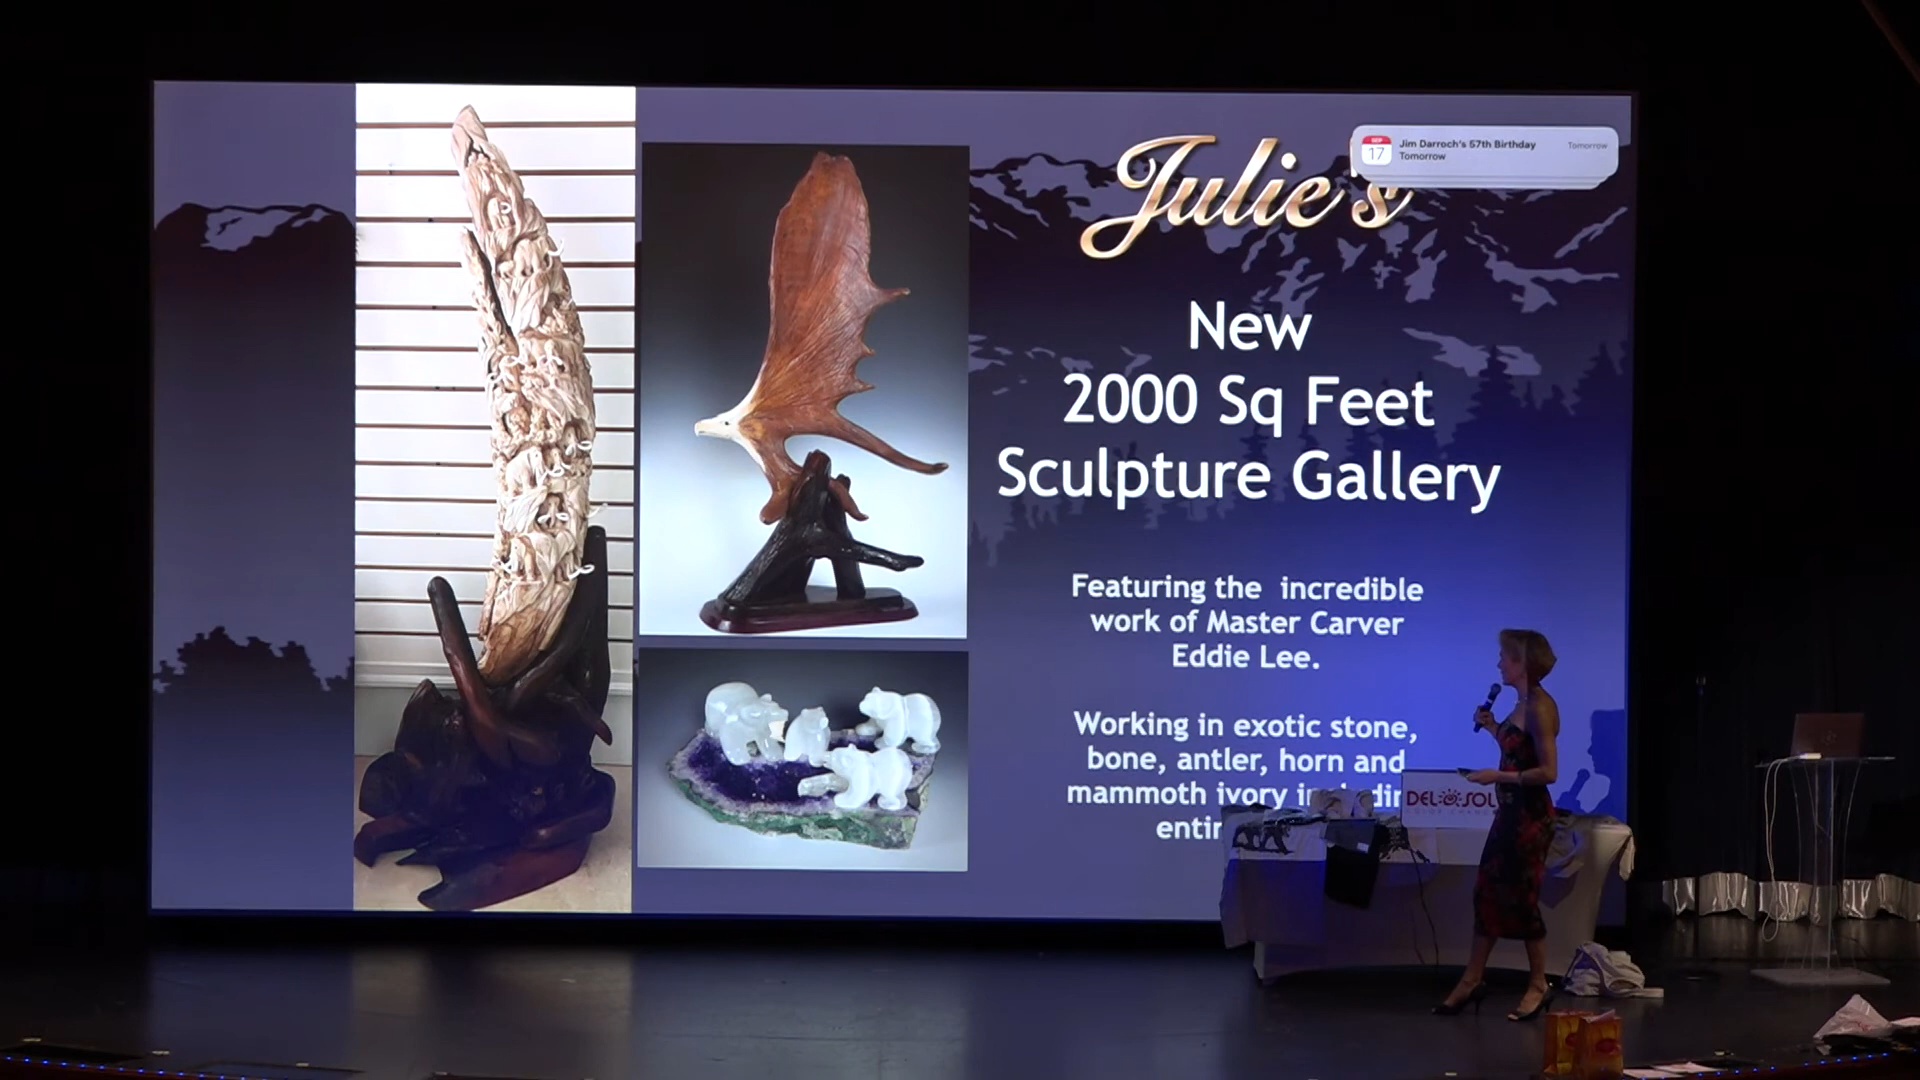 Julie's
SEP
17
Jim Darroch's 57th Birthday
Tomorrow
Tomorrow
New
2000 Sq Feet
Sculpture Gallery
Featuring the incredible
work of Master Carver
Eddie Lee.
Working in exotic stone,
bone, antler, horn and
mammoth ivory
DEL SOL